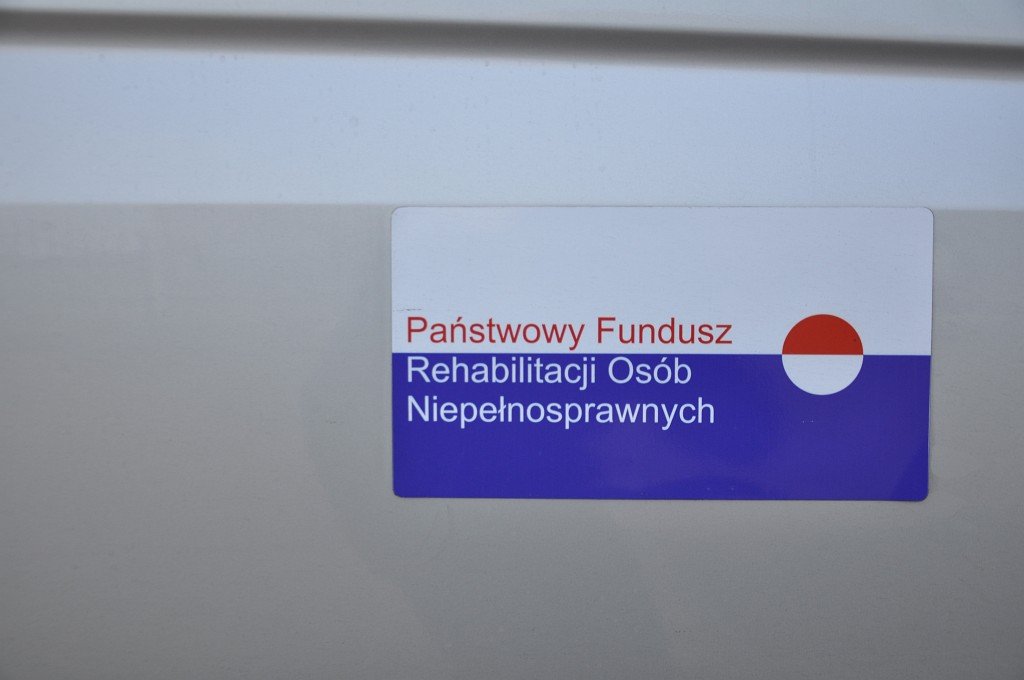 Państwowy Fundusz
Rehabilitacji Osób
Niepełnosprawnych